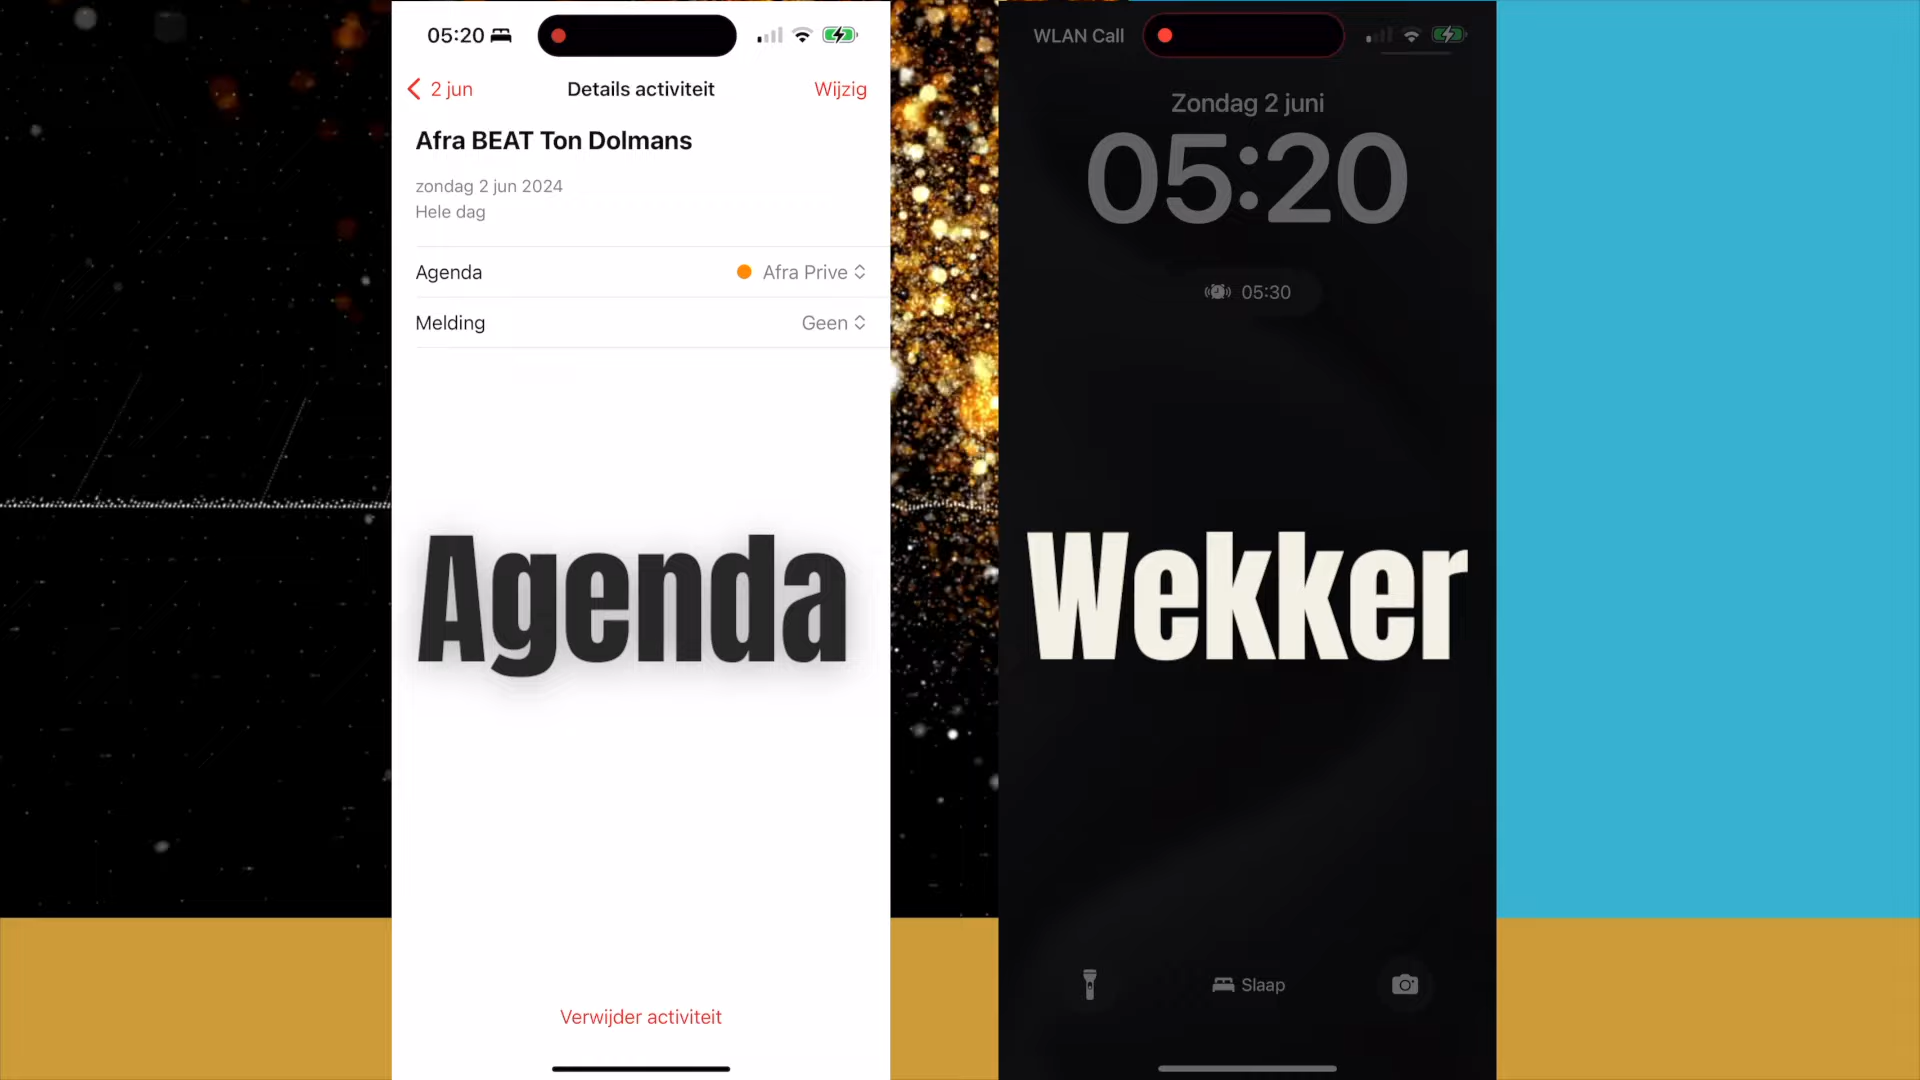 05:20
2 jun
Details activiteit
Wijzig
Afra BEAT Ton Dolmans
zondag 2 jun 2024
Hele dag
Agenda
Afra Prive
Melding
Geen
Agenda
Verwijder activiteit
WLAN Call
Zondag 2 juni
05:20
05:30
Wekker
Slaap